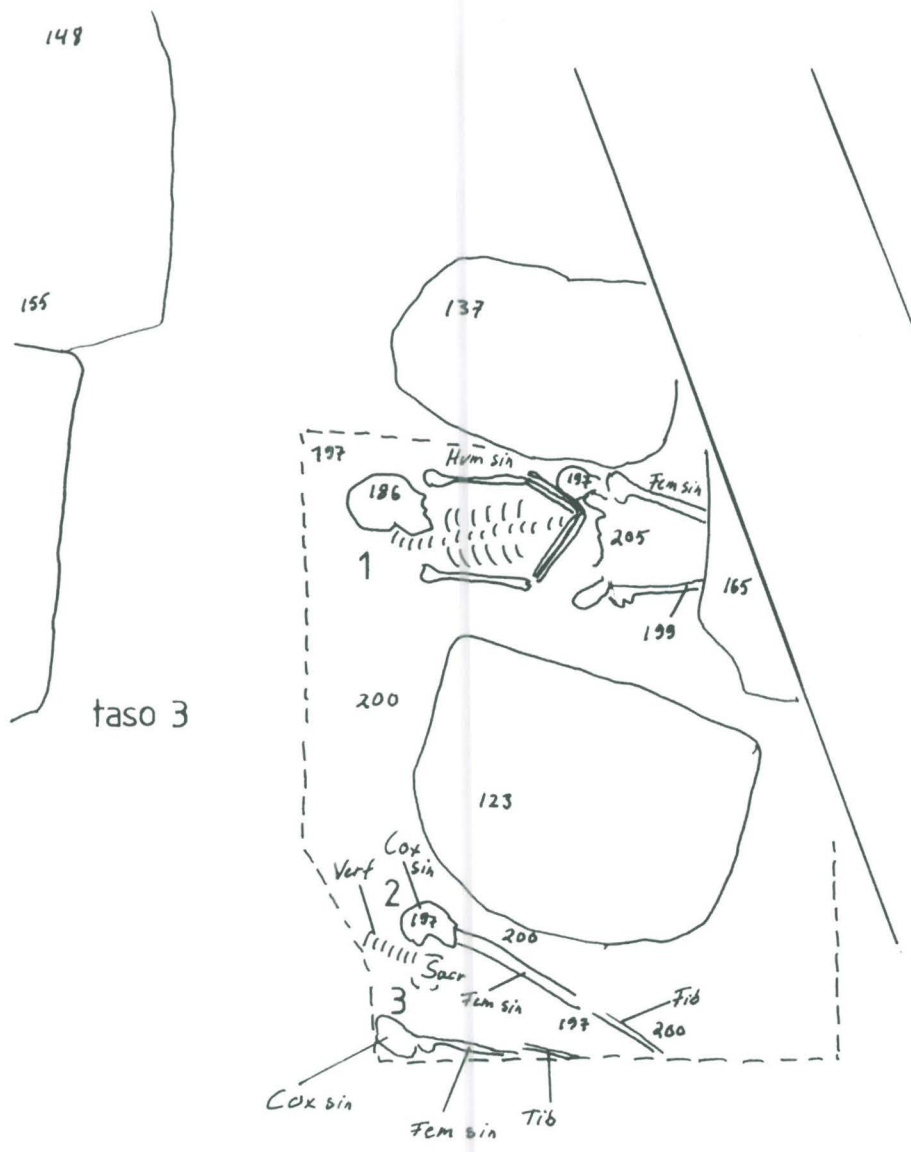 148
155
137
197
Hum sin
186
197
Fem sin
205
1
165
199
200
taso 3
123
Cox
sin
Vert
2
197
200
Sacr
Fem sin
3
197
Fib
200
Cox sin
Fem sin
Tib